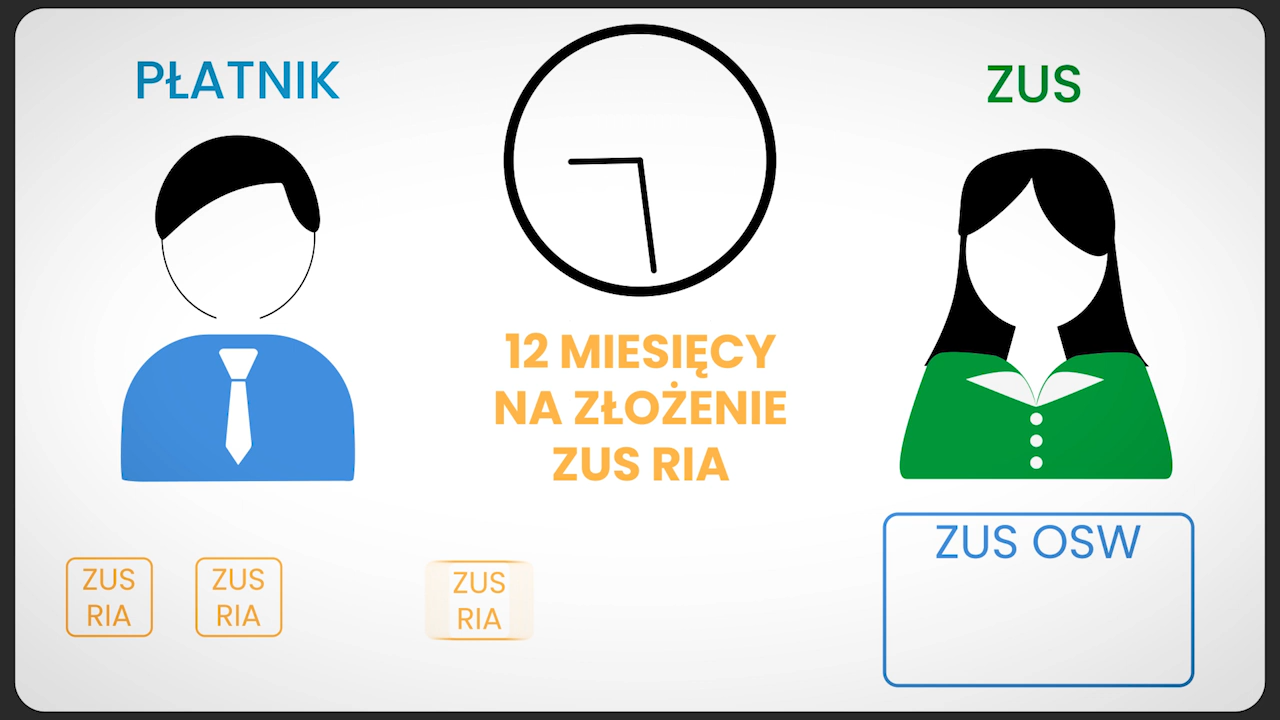 PŁATNIK
ZUS
12 MIESIĘCY
NA ZŁOŻENIE
ZUS RIA
ZUS OSW
ZUS
RIA
ZUS
RIA
ZUS
RIA